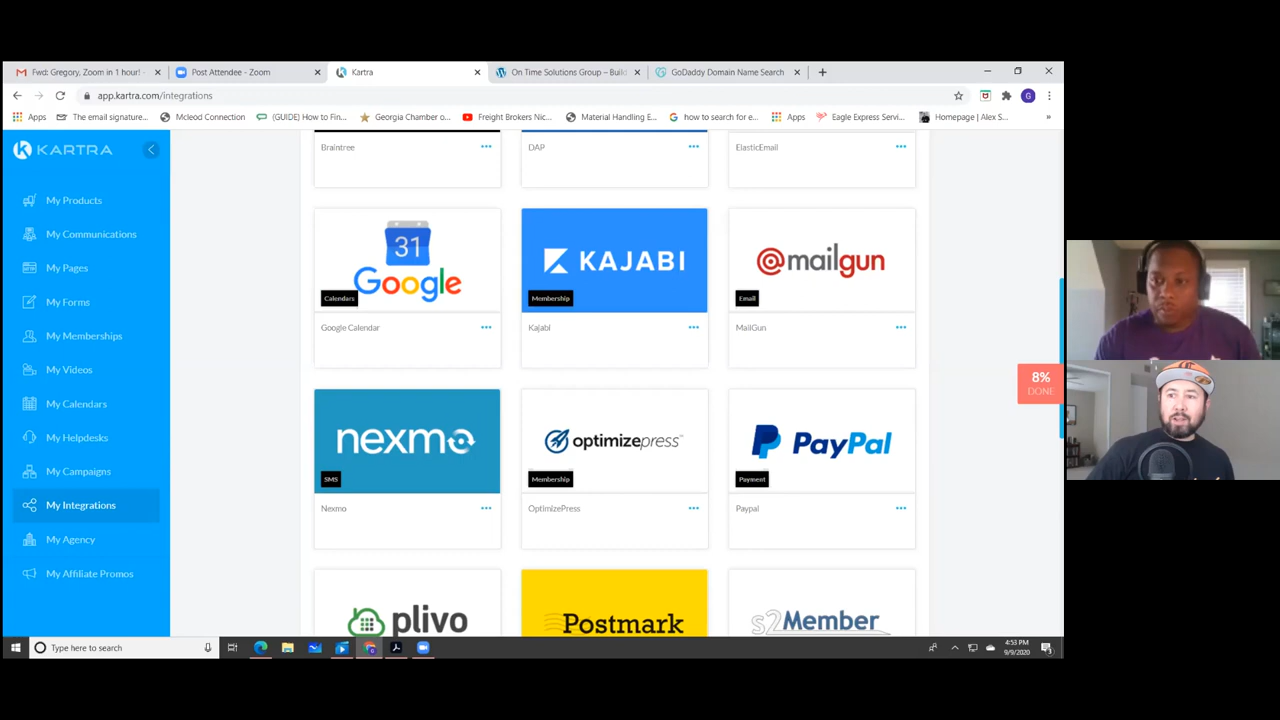 Fwd: Gregory, Zoom in 1 hour! -
Post Attendee - Zoom
Kartra
On Time Solutions Group – Build
GoDaddy Domain Name Search
app.kartra.com/integrations
G
Apps
The email signature...
Mcleod Connection
(GUIDE) How to Fin...
Georgia Chamber o...
Freight Brokers Nic...
Material Handling E...
how to search for e...
Apps
Eagle Express Servi...
Homepage | Alex S...
KARTRA
My Products
My Communications
My Pages
My Forms
My Memberships
My Videos
My Calendars
My Helpdesks
My Campaigns
My Integrations
My Agency
My Affiliate Promos
Braintree
DAP
ElasticEmail
31
Google
Calendars
Google Calendar
KAJABI
Membership
Kajabi
@mailgun
Email
MailGun
8%
DONE
nexmo
SMS
Nexmo
optimizepress™
Membership
OptimizePress
PayPal
Payment
Paypal
plivo
Postmark
s2Member
Type here to search
4:53 PM
9/9/2020